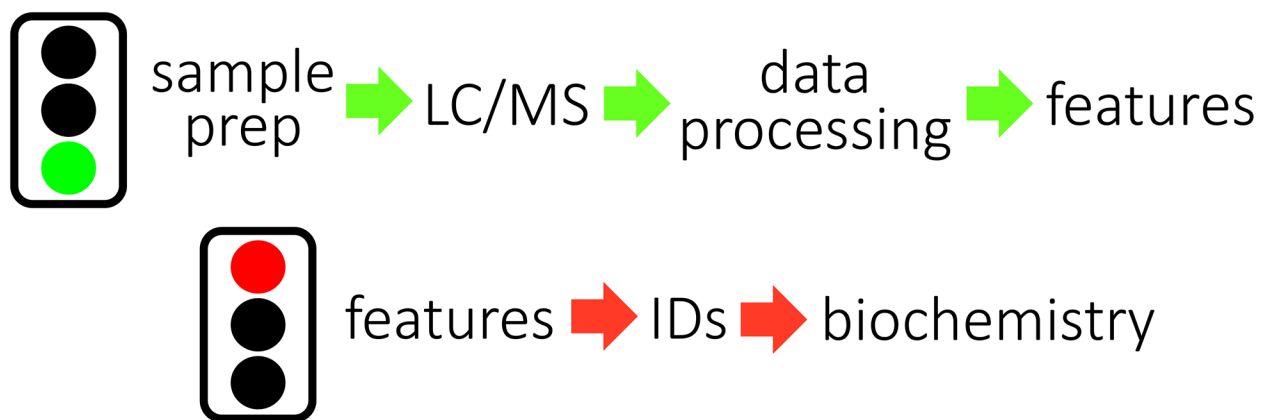 sample prep LC/MS data processing features
features IDs biochemistry